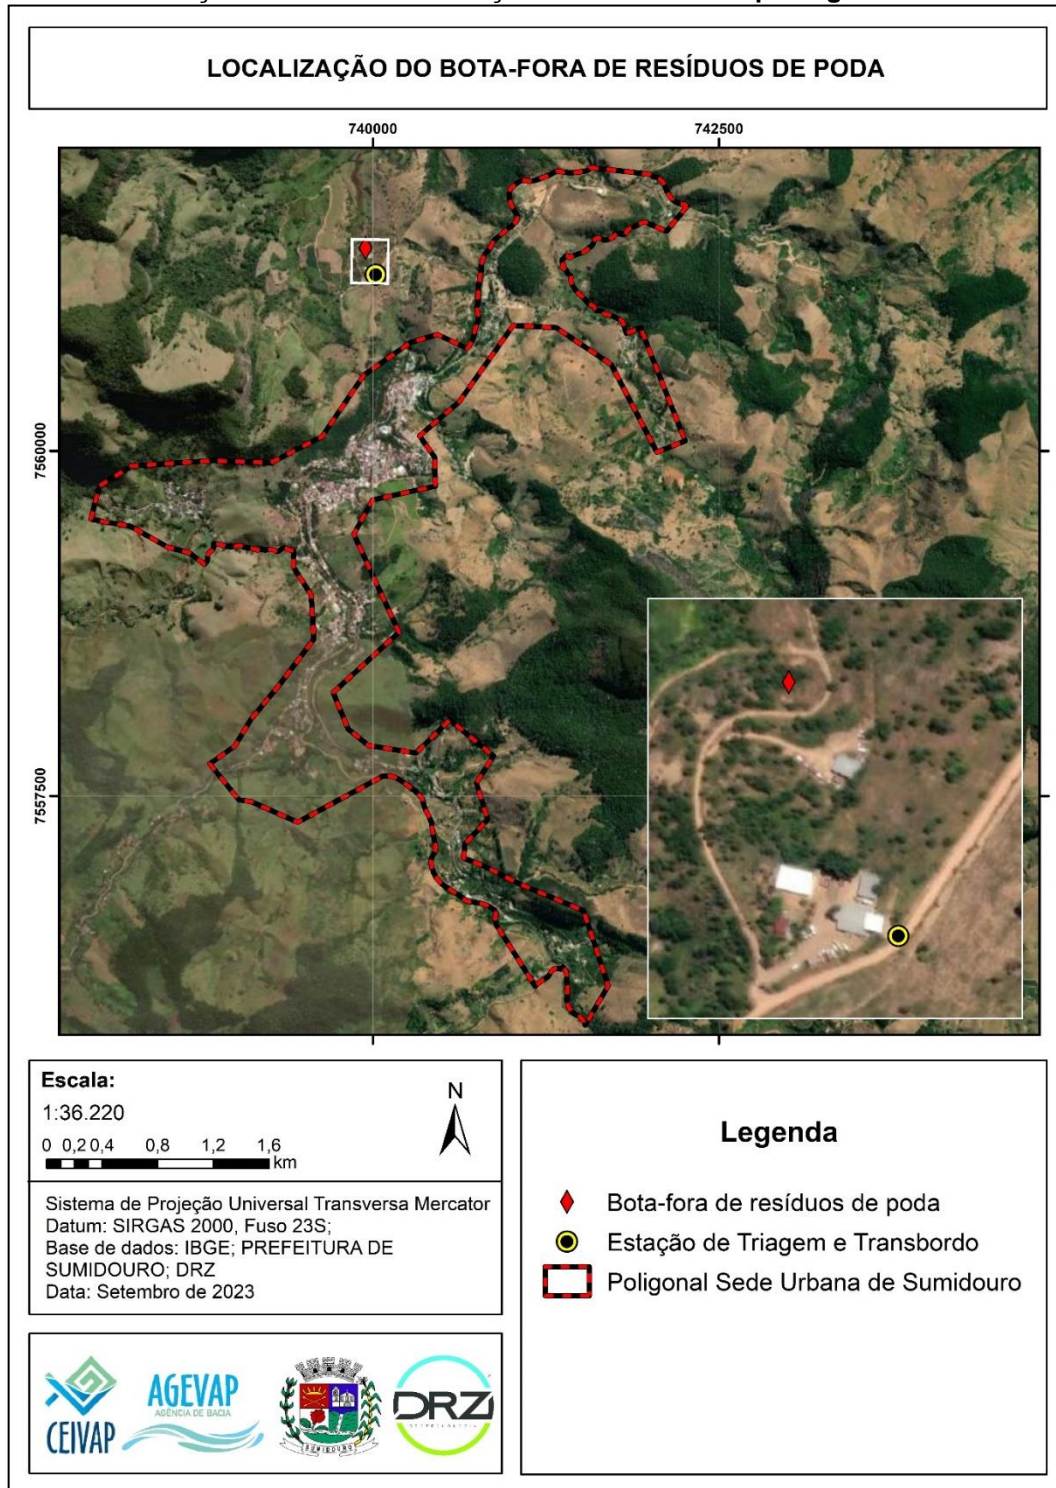 LOCALIZAÇÃO DO BOTA-FORA DE RESÍDUOS DE PODA
740000 742500
7560000
7557500
Escala:
1:36.220
N
0 0,2 0,4 0,8 1,2 1,6
km
Sistema de Projeção Universal Transversa Mercator
Datum: SIRGAS 2000, Fuso 23S;
Base de dados: IBGE; PREFEITURA DE
SUMIDOURO; DRZ
Data: Setembro de 2023
Legenda
Bota-fora de resíduos de poda
Estação de Triagem e Transbordo
Poligonal Sede Urbana de Sumidouro
CEIVAP
AGEVAP
AGÊNCIA DE BACIA
SUMIDOURO
DRZ